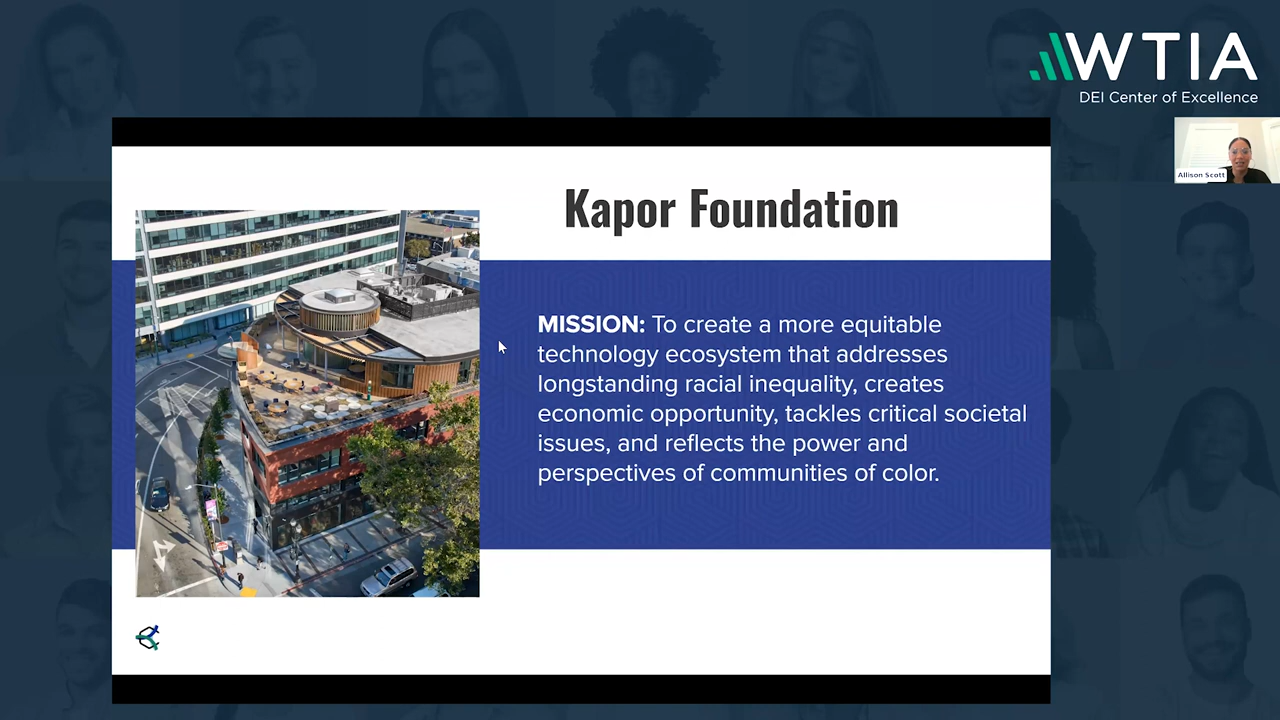 WTIA
DEI Center of Excellence
Allison Scott
Kapor Foundation
MISSION: To create a more equitable
technology ecosystem that addresses
longstanding racial inequality, creates
economic opportunity, tackles critical societal
issues, and reflects the power and
perspectives of communities of color.